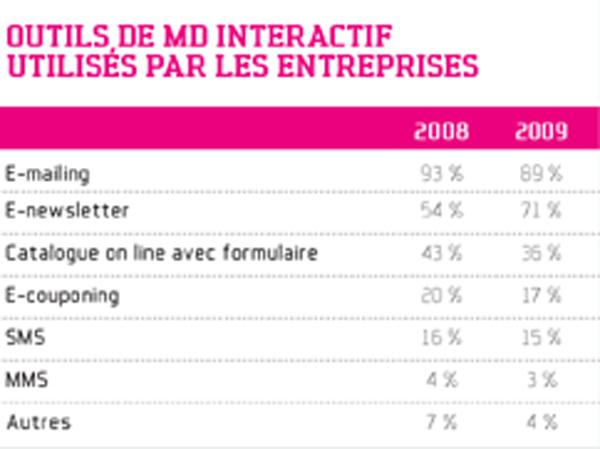 OUTILS DE MD INTERACTIF
UTILISÉS PAR LES ENTREPRISES
2008 2009
E-mailing 93 % 89 %
E-newsletter 54 % 71 %
Catalogue on line avec formulaire 43 % 36 %
E-couponing 20 % 17 %
SMS 16 % 15 %
MMS 4 % 3 %
Autres 7 % 4 %